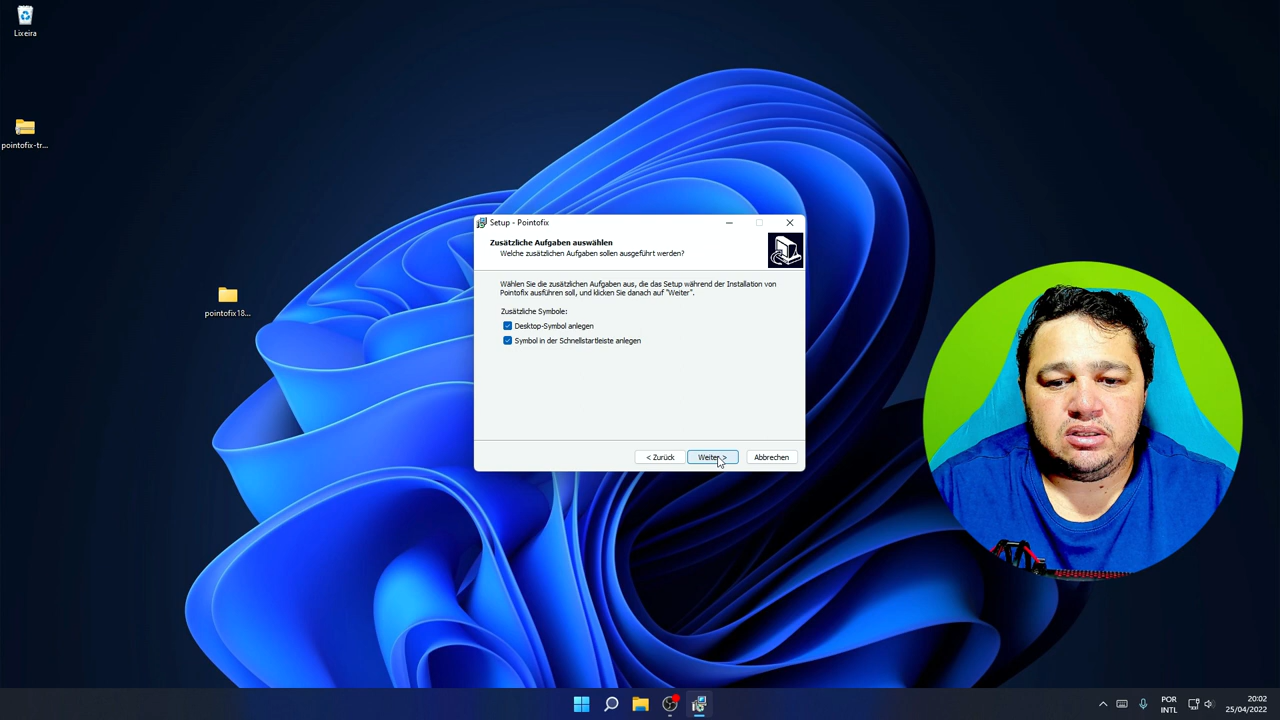 Lixeira
pointofix-tr...
pointofix18...
Setup - Pointofix
Zusätzliche Aufgaben auswählen
Welche zusätzlichen Aufgaben sollen ausgeführt werden?
Wählen Sie die zusätzlichen Aufgaben aus, die das Setup während der Installation von
Pointofix ausführen soll, und klicken Sie danach auf "Weiter".
Zusätzliche Symbole:
Desktop-Symbol anlegen
Symbol in der Schnellstartleiste anlegen
< Zurück
Weiter >
Abbrechen
POR
INTL
20:02
25/04/2022